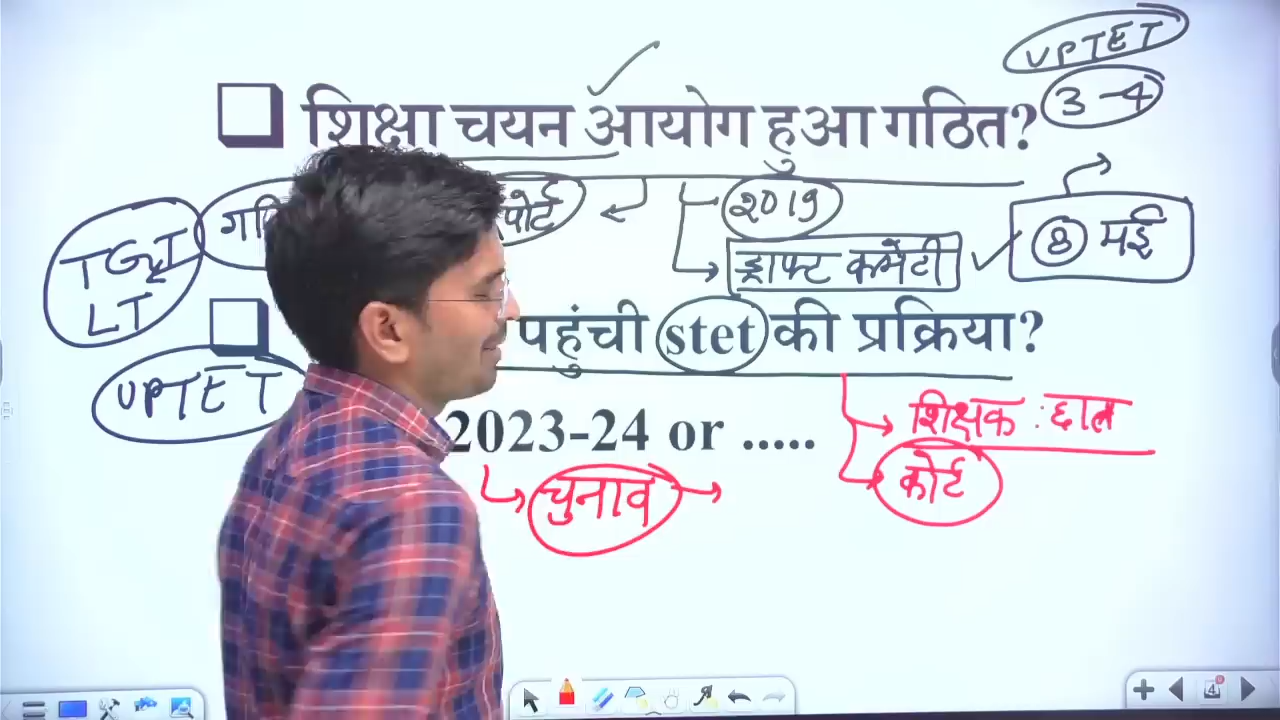 UPTET
3-4
शिक्षा चयन आयोग हुआ गठित?
TGT
LT
2019
ड्राफ्ट कमेटी
8 मई
पहुंची stet की प्रक्रिया?
UPTET
2023-24 or .....
शिक्षक : छात्र
कोर्ट
चुनाव
4